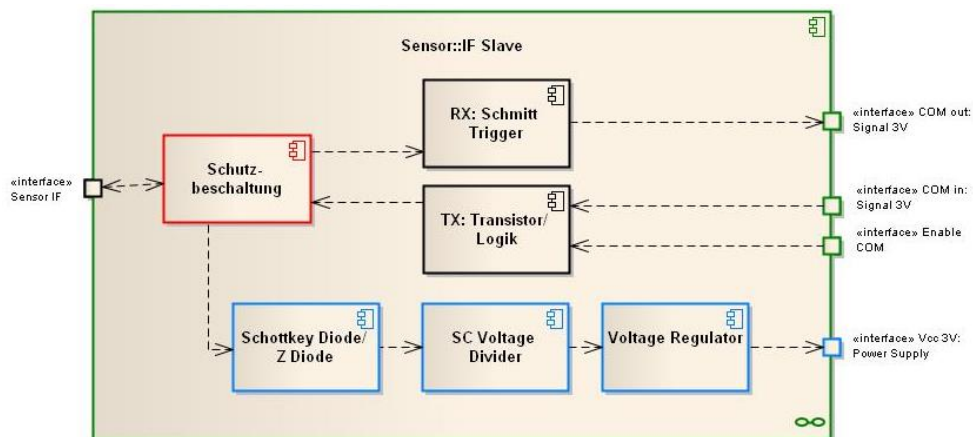 Sensor::IF Slave
RX: Schmitt
Trigger
«interface» COM out:
Signal 3V
Schutz-
beschaltung
«interface»
Sensor IF
TX: Transistor/
Logik
«interface» COM in:
Signal 3V
«interface» Enable
COM
Schottkey Diode/
Z Diode
SC Voltage
Divider
Voltage Regulator
«interface» Vcc 3V:
Power Supply